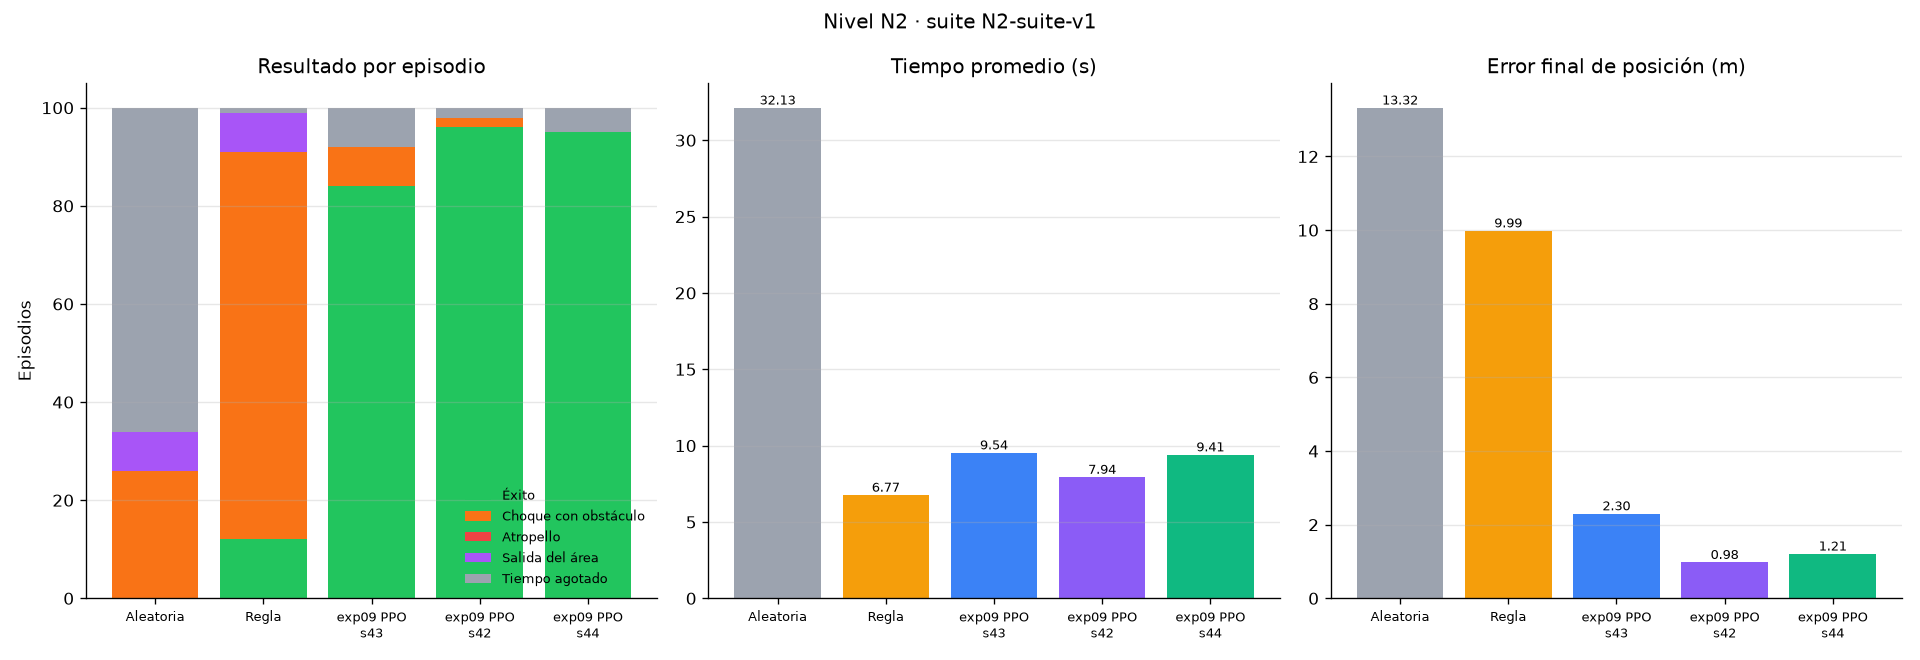 Nivel N2 · suite N2-suite-v1
Resultado por episodio
Episodios
100
80
60
40
20
0
Éxito
Choque con obstáculo
Atropello
Salida del área
Tiempo agotado
Aleatoria
Regla
exp09 PPO
s43
exp09 PPO
s42
exp09 PPO
s44
Tiempo promedio (s)
30
25
20
15
10
5
0
32.13
6.77
9.54
7.94
9.41
Aleatoria
Regla
exp09 PPO
s43
exp09 PPO
s42
exp09 PPO
s44
Error final de posición (m)
12
10
8
6
4
2
0
13.32
9.99
2.30
0.98
1.21
Aleatoria
Regla
exp09 PPO
s43
exp09 PPO
s42
exp09 PPO
s44